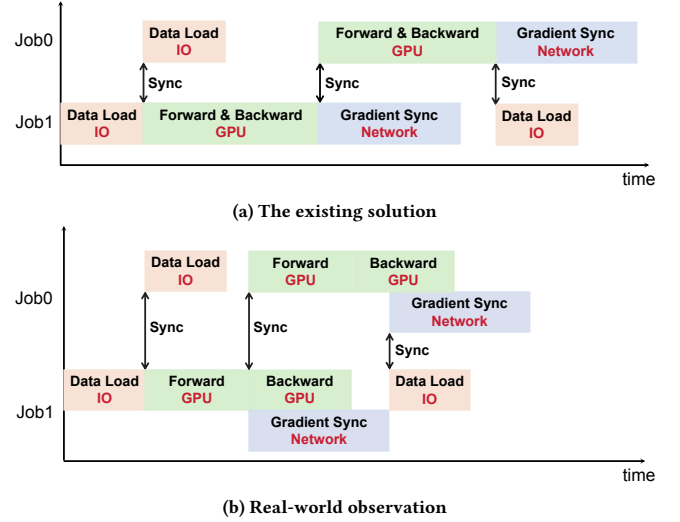 Job0
Data Load
IO
Forward & Backward
GPU
Gradient Sync
Network
Sync
Sync
Sync
Job1
Data Load
IO
Forward & Backward
GPU
Gradient Sync
Network
Data Load
IO
time
(a) The existing solution
Job0
Data Load
IO
Forward
GPU
Backward
GPU
Gradient Sync
Network
Sync
Sync
Sync
Job1
Data Load
IO
Forward
GPU
Backward
GPU
Data Load
IO
Gradient Sync
Network
time
(b) Real-world observation